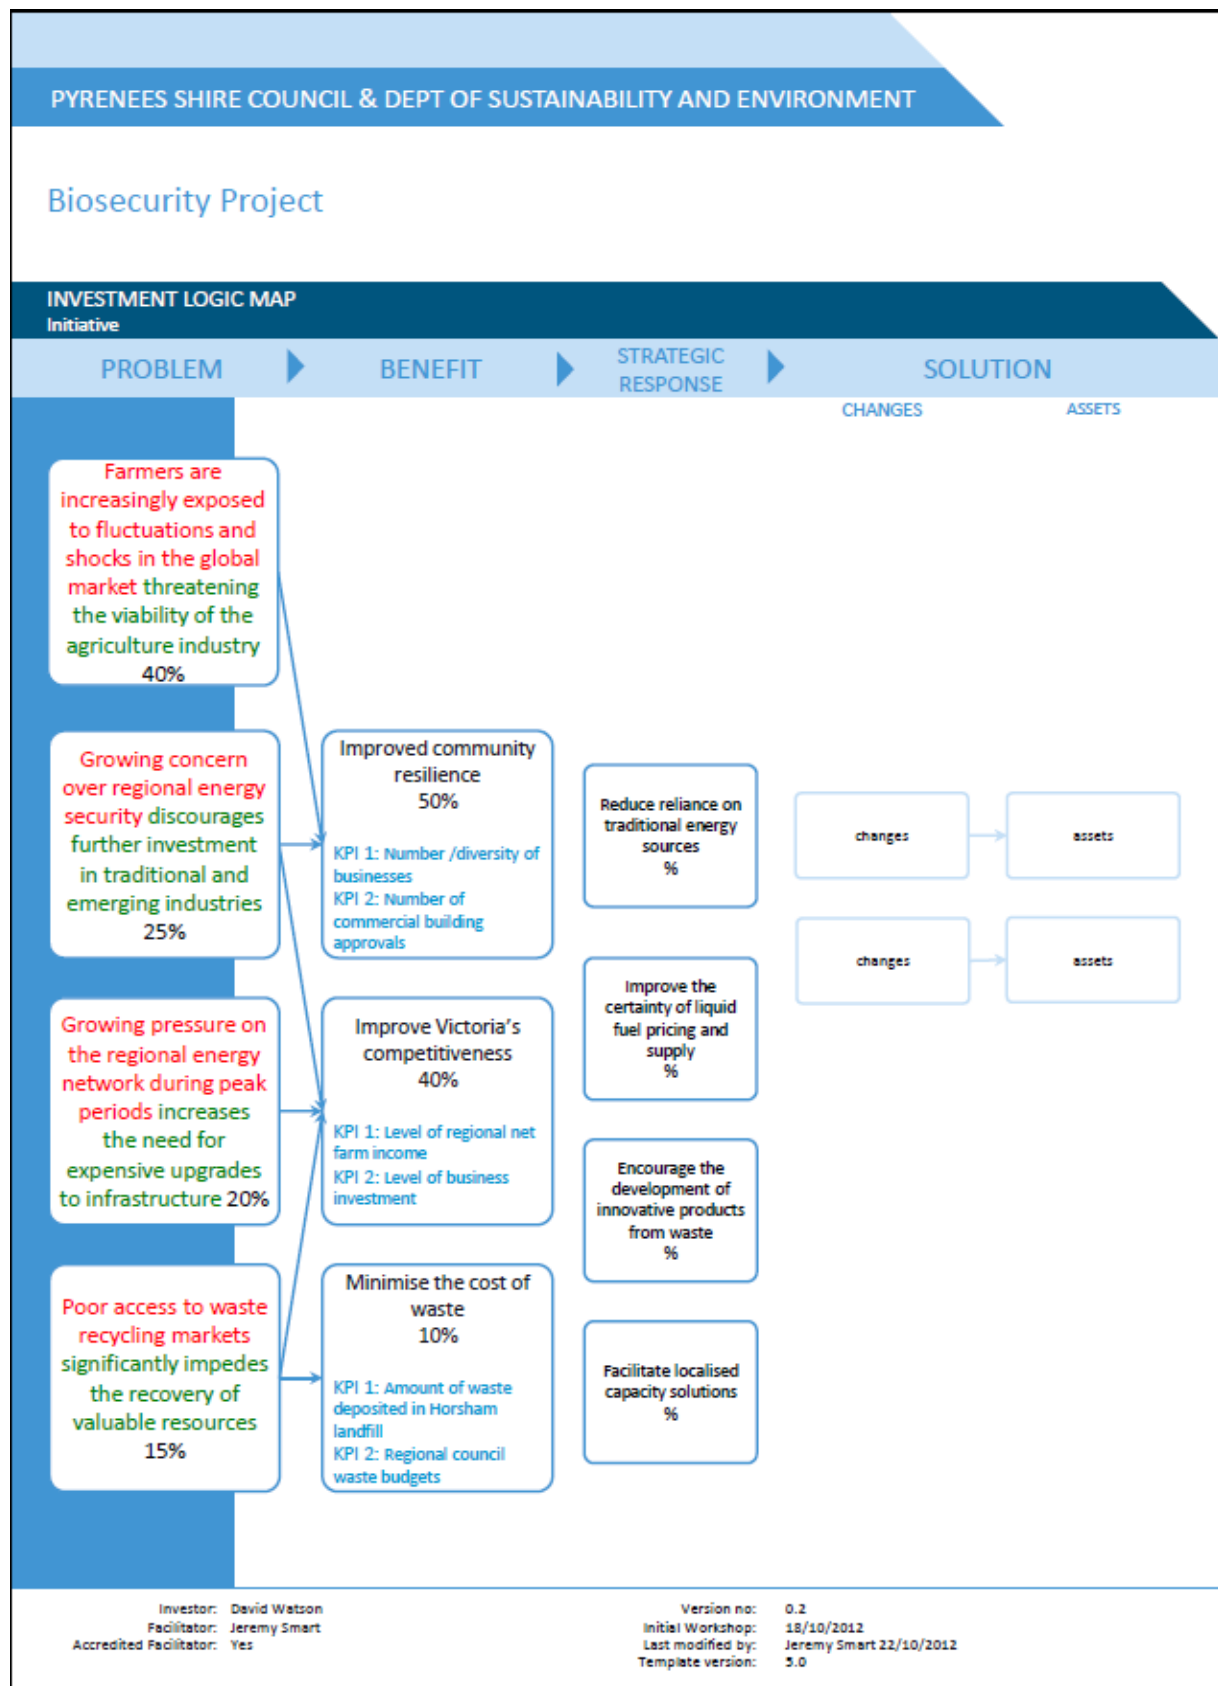 PYRENEES SHIRE COUNCIL & DEPT OF SUSTAINABILITY AND ENVIRONMENT
Biosecurity Project
INVESTMENT LOGIC MAP
Initiative
PROBLEM
BENEFIT
STRATEGIC
RESPONSE
SOLUTION
CHANGES
ASSETS
Farmers are
increasingly exposed
to fluctuations and
shocks in the global
market threatening
the viability of the
agriculture industry
40%
Growing concern
over regional energy
security discourages
further investment
in traditional and
emerging industries
25%
Growing pressure on
the regional energy
network during peak
periods increases
the need for
expensive upgrades
to infrastructure 20%
Poor access to waste
recycling markets
significantly impedes
the recovery of
valuable resources
15%
Improved community
resilience
50%
KPI 1: Number /diversity of
businesses
KPI 2: Number of
commercial building
approvals
Improve Victoria's
competitiveness
40%
KPI 1: Level of regional net
farm income
KPI 2: Level of business
investment
Minimise the cost of
waste
10%
KPI 1: Amount of waste
deposited in Horsham
landfill
KPI 2: Regional council
waste budgets
Reduce reliance on
traditional energy
sources
%
Improve the
certainty of liquid
fuel pricing and
supply
%
Encourage the
development of
innovative products
from waste
%
Facilitate localised
capacity solutions
%
changes
assets
changes
assets
Investor: David Watson
Facilitator: Jeremy Smart
Accredited Facilitator: Yes
Version no: 0.2
Initial Workshop: 18/10/2012
Last modified by: Jeremy Smart 22/10/2012
Template version: 5.0